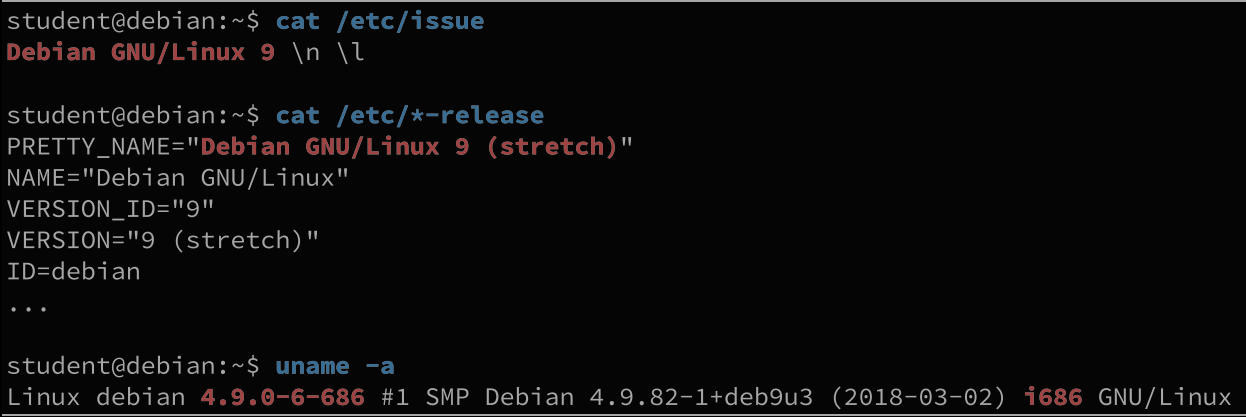 student@debian:~$ cat /etc/issue
Debian GNU/Linux 9 \n \l
student@debian:~$ cat /etc/*-release
PRETTY_NAME="Debian GNU/Linux 9 (stretch)"
NAME="Debian GNU/Linux"
VERSION_ID="9"
VERSION="9 (stretch)"
ID=debian
...
student@debian:~$ uname -a
Linux debian 4.9.0-6-686 #1 SMP Debian 4.9.82-1+deb9u3 (2018-03-02) i686 GNU/Linux